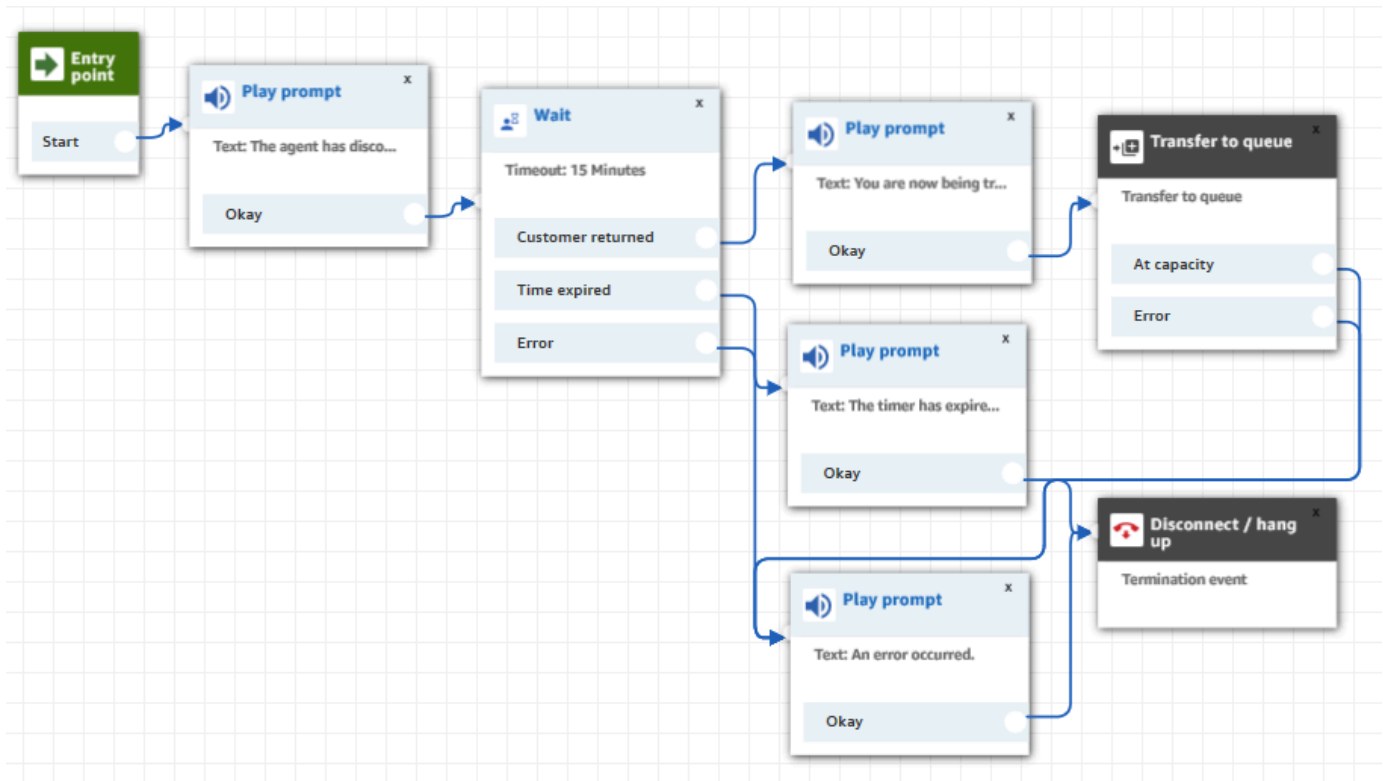 Entry
point
Start
x
Play prompt
Text: The agent has disco...
Okay
x
Wait
Timeout: 15 Minutes
Customer returned
Time expired
Error
x
Play prompt
Text: You are now being tr...
Okay
x
Transfer to queue
Transfer to queue
At capacity
Error
x
Play prompt
Text: The timer has expire...
Okay
x
Disconnect / hang
up
Termination event
x
Play prompt
Text: An error occurred.
Okay